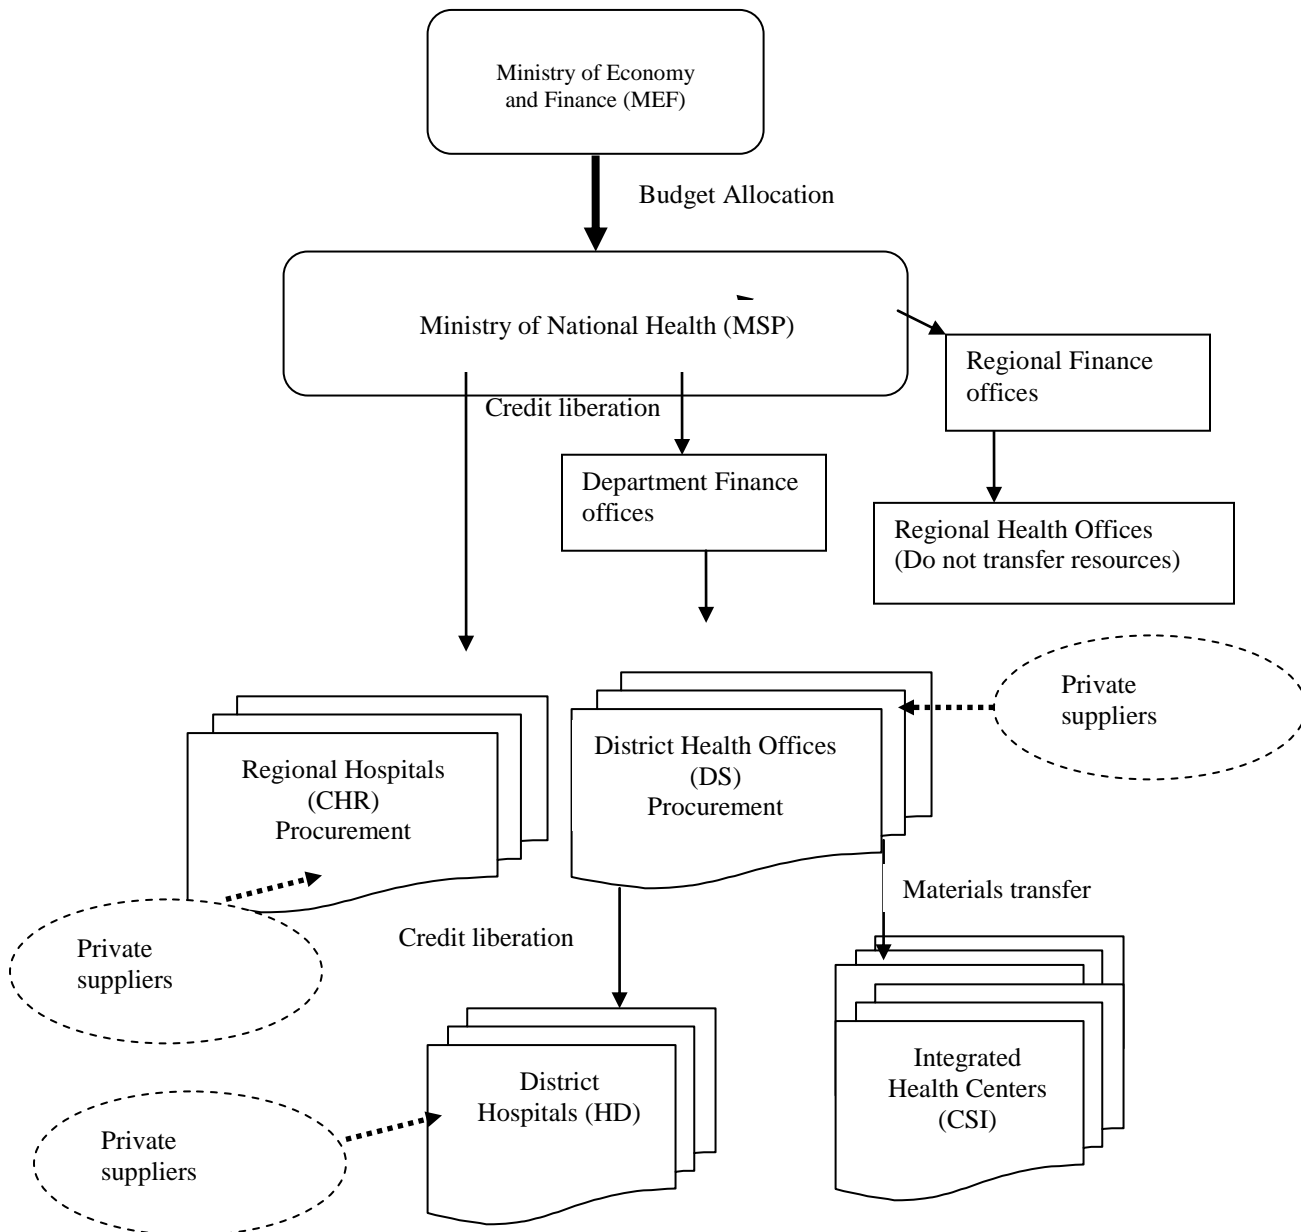 Ministry of Economy
and Finance (MEF)
Budget Allocation
Ministry of National Health (MSP)
Regional Finance
offices
Credit liberation
Department Finance
offices
Regional Health Offices
(Do not transfer resources)
Private
suppliers
District Health Offices
(DS)
Procurement
Regional Hospitals
(CHR)
Procurement
Materials transfer
Credit liberation
Private
suppliers
District
Hospitals (HD)
Integrated
Health Centers
(CSI)
Private
suppliers